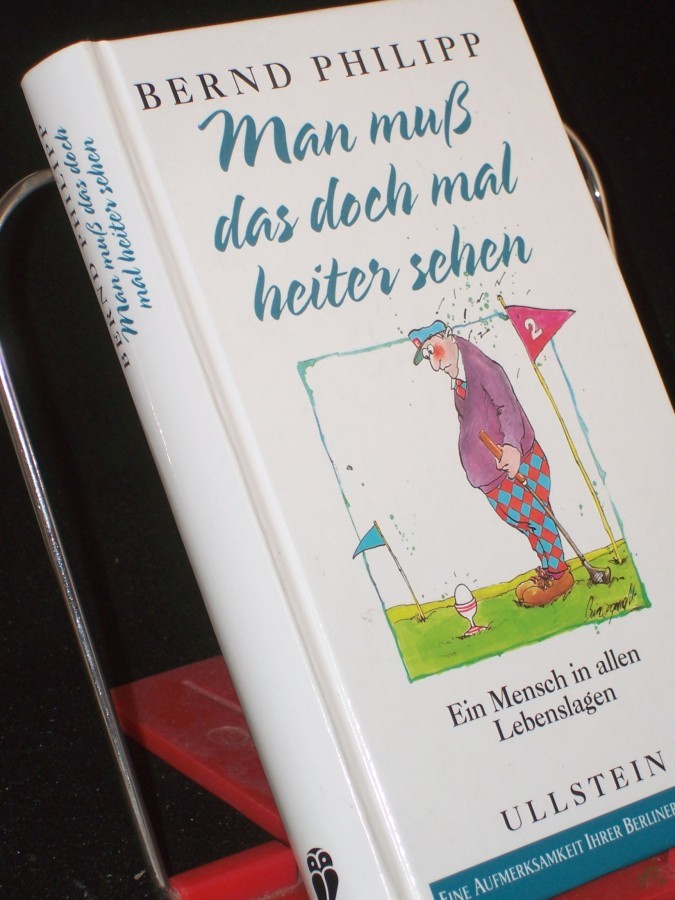 BERND PHILIPP
Man muß
das doch mal
heiter sehen
2
Ein Mensch in allen
Lebenslagen
ULLSTEIN
EINE AUFMERKSAMKEIT IHRER BERLINER
BERND PHILIPP
Man muß das doch
mal heiter sehen